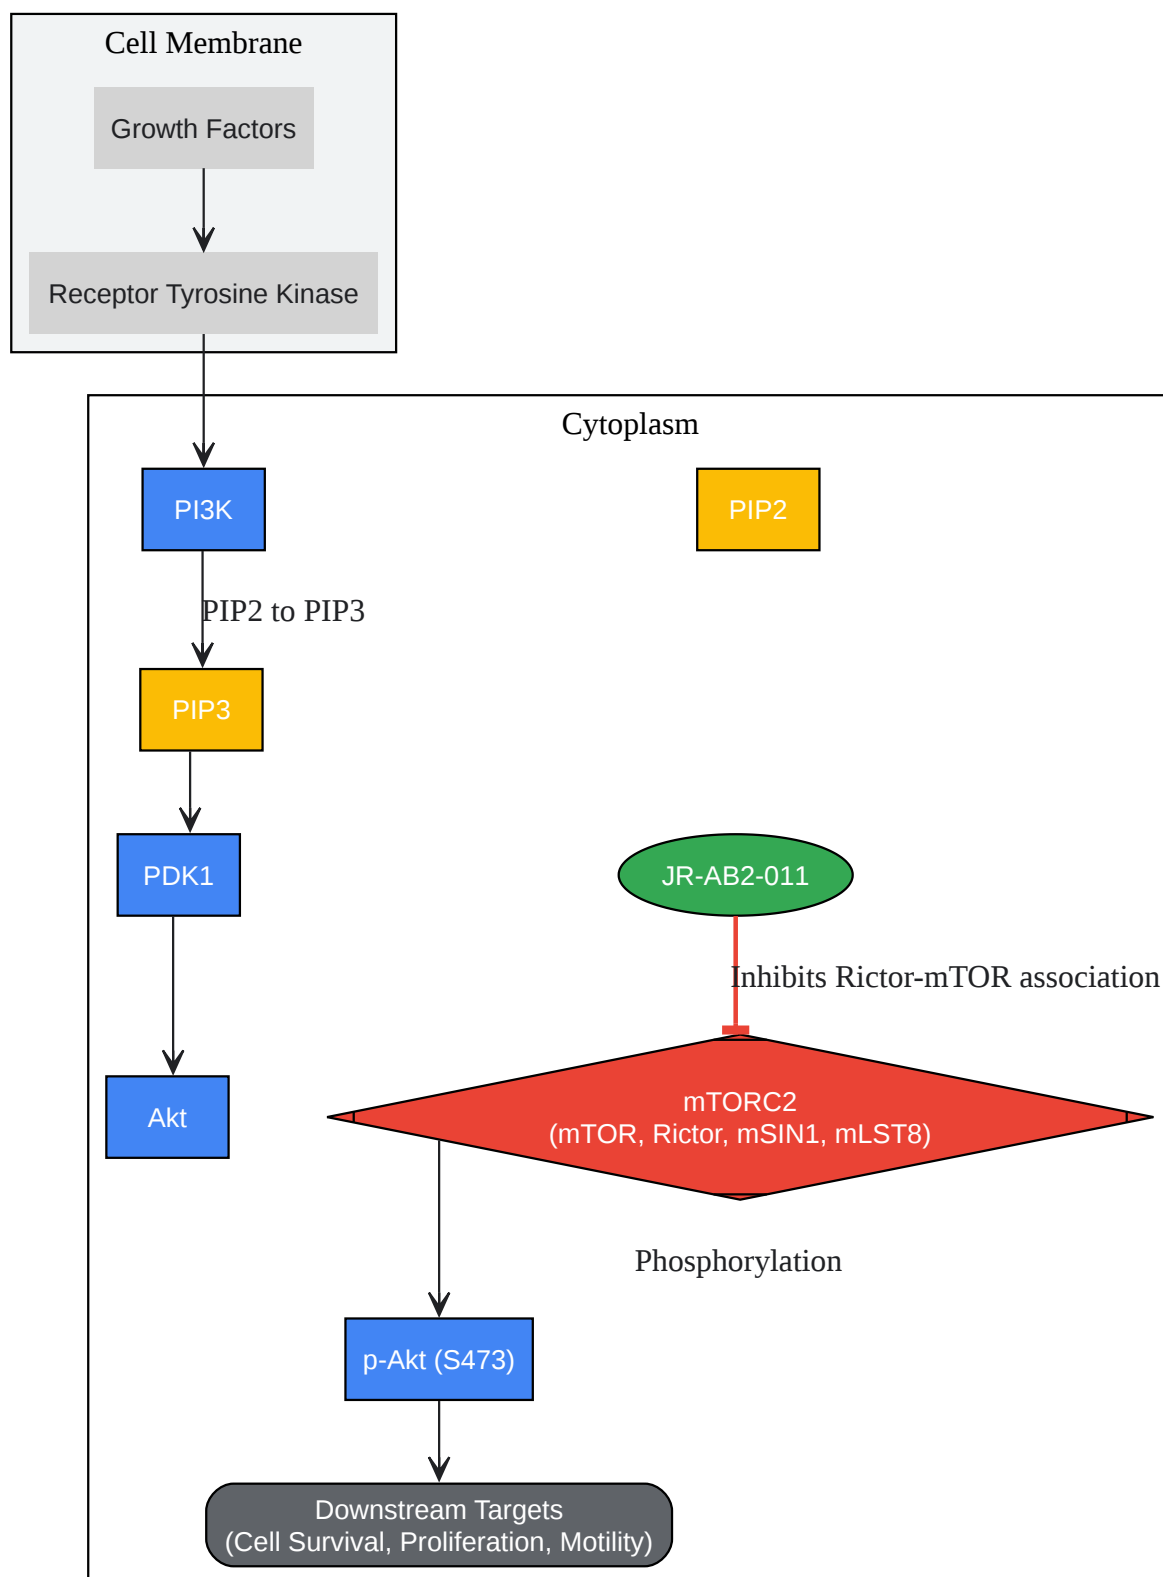 Cell Membrane
Growth Factors
Receptor Tyrosine Kinase
Cytoplasm
PI3K
PIP2
PIP2 to PIP3
PIP3
PDK1
JR-AB2-011
Inhibits Rictor-mTOR association
Akt
mTORC2
(mTOR, Rictor, mSIN1, mLST8)
Phosphorylation
p-Akt (S473)
Downstream Targets
(Cell Survival, Proliferation, Motility)